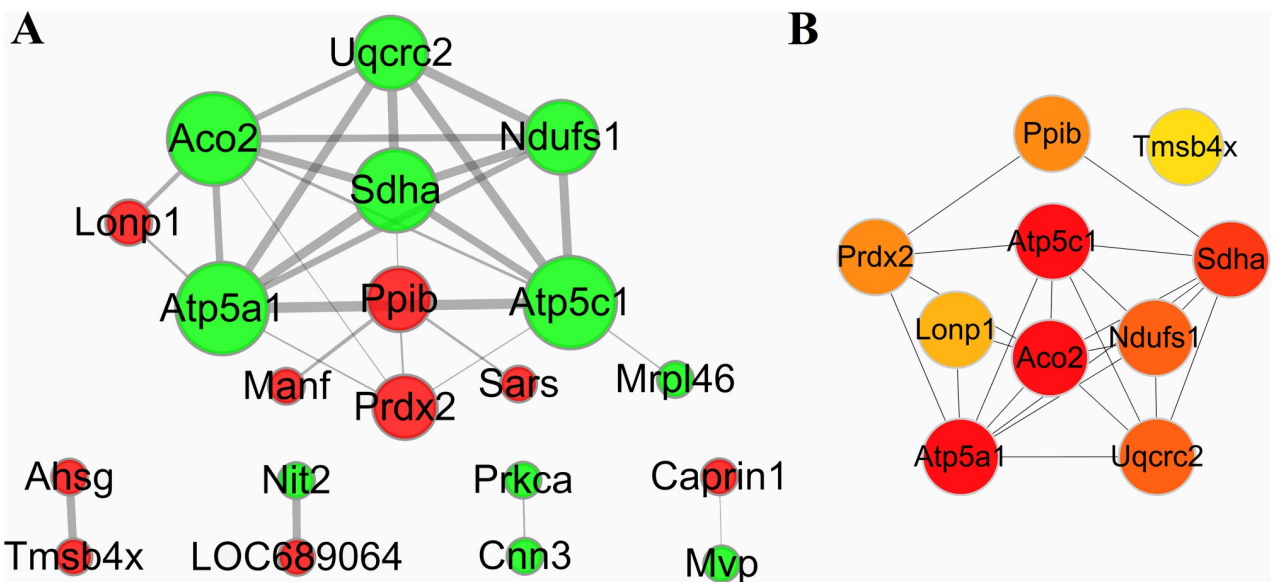 A
Uqcrc2
Aco2
Ndufs1
Sdha
Lonp1
Atp5a1
Ppib
Atp5c1
Manf
Prdx2
Sars
Mrpl46
Ahsg
Nit2
Prkca
Caprin1
Tmsb4x
LOC689064
Cnn3
Mvp
B
Ppib
Tmsb4x
Prdx2
Atp5c1
Sdha
Lonp1
Ndufs1
Aco2
Atp5a1
Uqcrc2